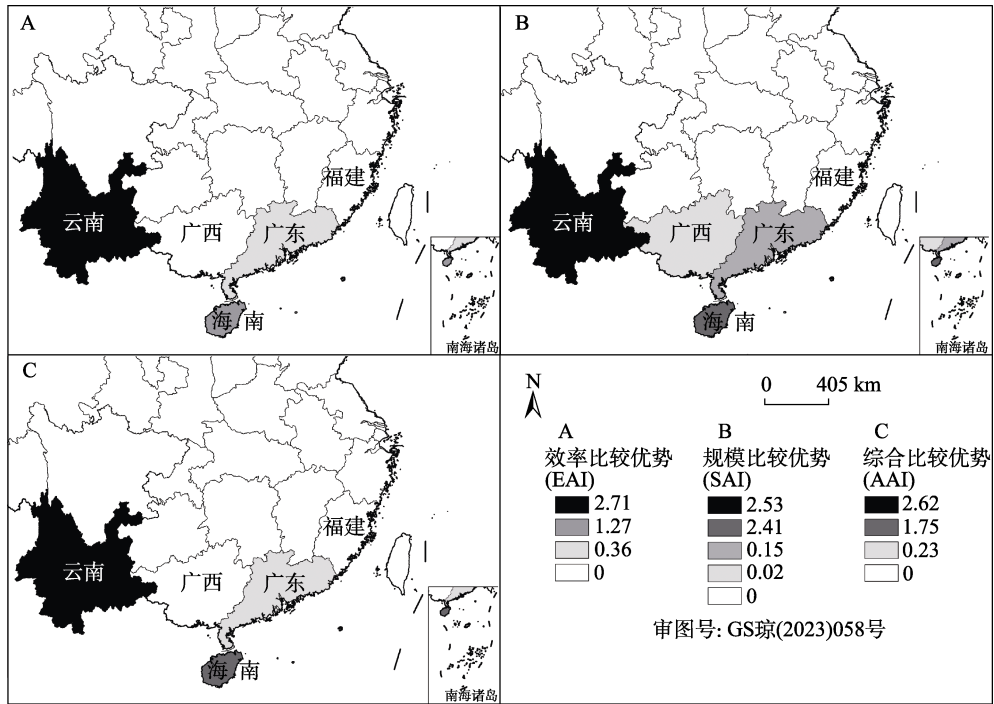 A
福建
云南
广西
广东
海南
南海诸岛
B
福建
云南
广西
广东
海南
南海诸岛
C
福建
云南
广西
广东
海南
南海诸岛
N
0 405 km
A
效率比较优势
(EAI)
2.71
1.27
0.36
0
B
规模比较优势
(SAI)
2.53
2.41
0.15
0.02
0
C
综合比较优势
(AAI)
2.62
1.75
0.23
0
审图号: GS琼(2023)058号